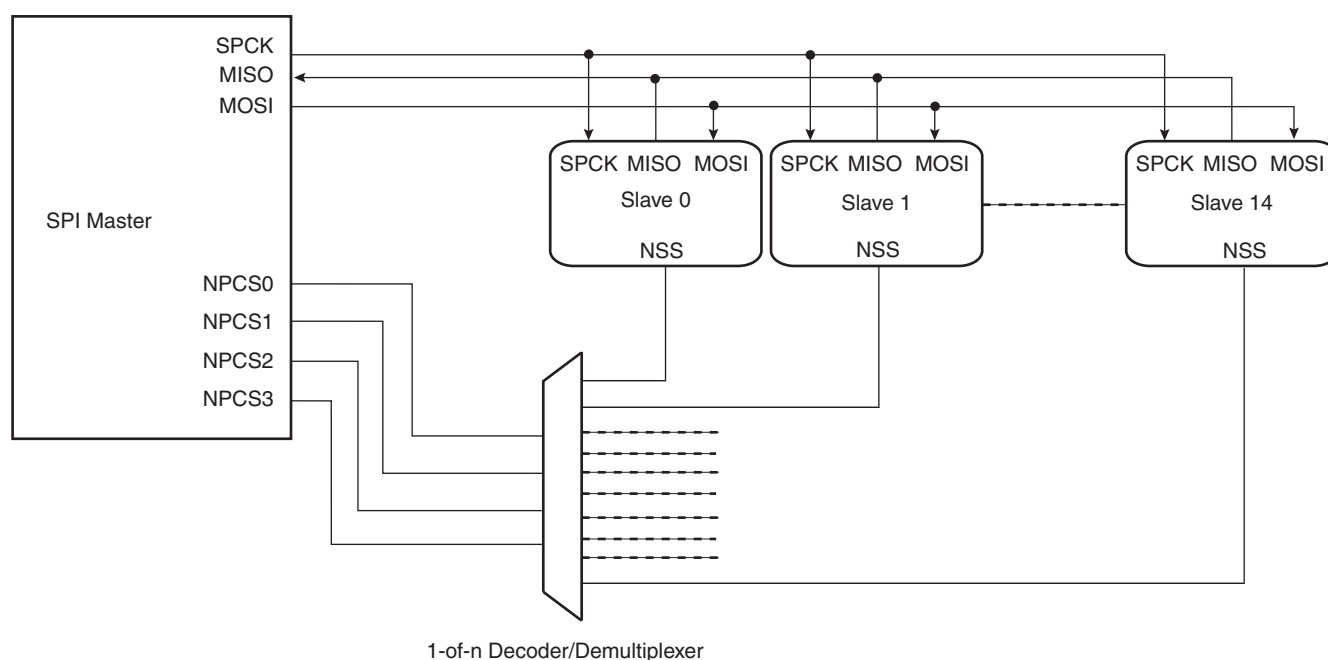 SPCK
MISO
MOSI
SPI Master
NPCS0
NPCS1
NPCS2
NPCS3
SPCK MISO MOSI
Slave 0
NSS
SPCK MISO MOSI
Slave 1
NSS
SPCK MISO MOSI
Slave 14
NSS
1-of-n Decoder/Demultiplexer